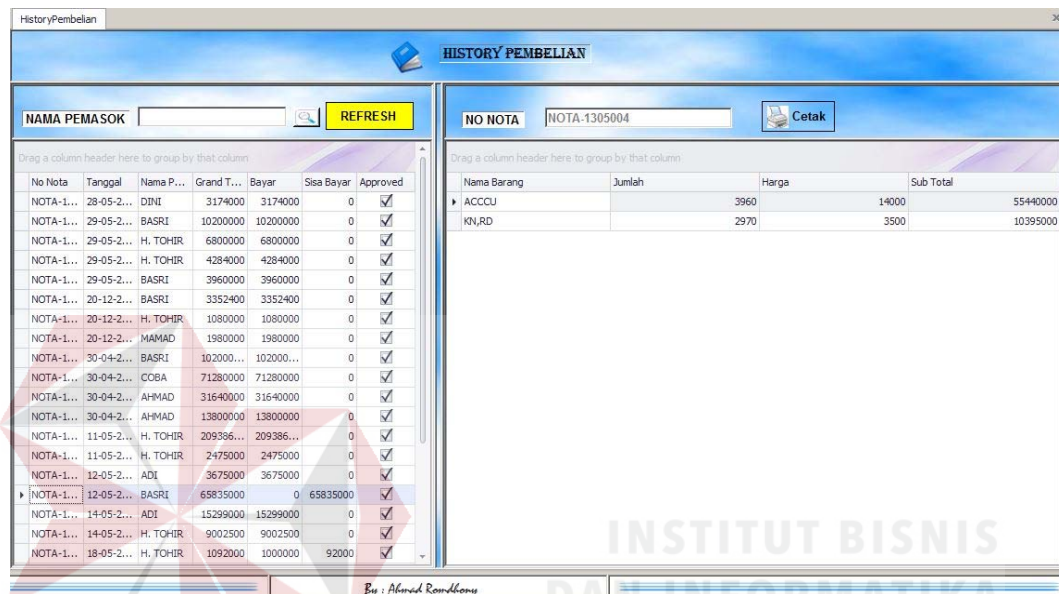 HistoryPembelian
HISTORY PEMBELIAN
NAMA PEMASOK
REFRESH
Drag a column header here to group by that column
No Nota Tanggal Nama P... Grand T... Bayar Sisa Bayar Approved
NOTA-1... 28-05-2... DINI 3174000 3174000 0
NOTA-1... 29-05-2... BASRI 10200000 10200000 0
NOTA-1... 29-05-2... H. TOHIR 6800000 6800000 0
NOTA-1... 29-05-2... H. TOHIR 4284000 4284000 0
NOTA-1... 29-05-2... BASRI 3960000 3960000 0
NOTA-1... 20-12-2... BASRI 3352400 3352400 0
NOTA-1... 20-12-2... H. TOHIR 1080000 1080000 0
NOTA-1... 20-12-2... MAMAD 1980000 1980000 0
NOTA-1... 30-04-2... BASRI 102000... 102000... 0
NOTA-1... 30-04-2... COBA 71280000 71280000 0
NOTA-1... 30-04-2... AHMAD 31640000 31640000 0
NOTA-1... 30-04-2... AHMAD 13800000 13800000 0
NOTA-1... 11-05-2... H. TOHIR 209386... 209386... 0
NOTA-1... 11-05-2... H. TOHIR 2475000 2475000 0
NOTA-1... 12-05-2... ADI 3675000 3675000 0
NOTA-1... 12-05-2... BASRI 65835000 0 65835000
NOTA-1... 14-05-2... ADI 15299000 15299000 0
NOTA-1... 14-05-2... H. TOHIR 9002500 9002500 0
NOTA-1... 18-05-2... H. TOHIR 1092000 1000000 92000
NO NOTA NOTA-1305004 Cetak
Drag a column header here to group by that column
Nama Barang Jumlah Harga Sub Total
ACCCU 3960 14000 55440000
KN,RD 2970 3500 10395000
INSTITUT BISNIS
DAN INFORMATIKA
By : Ahmad Romdhony